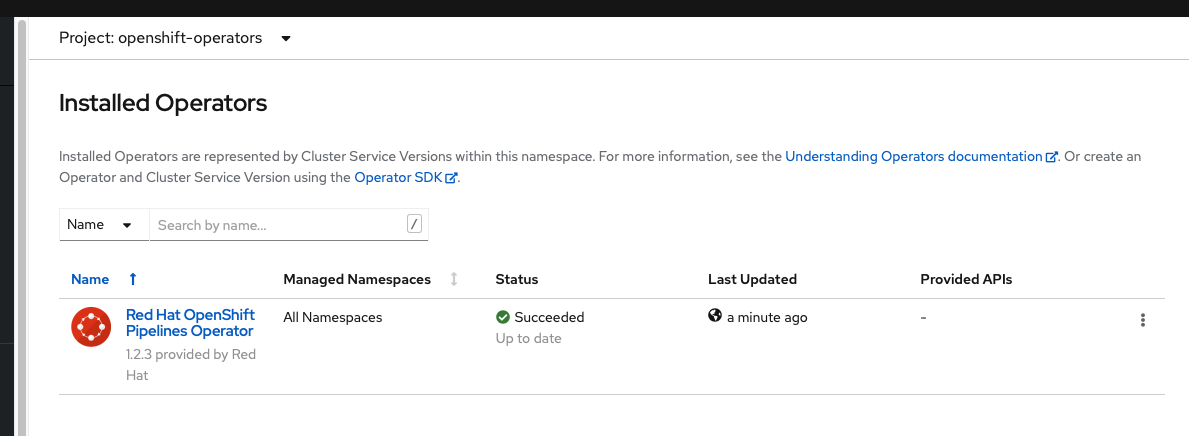 Project: openshift-operators
Installed Operators
Installed Operators are represented by Cluster Service Versions within this namespace. For more information, see the Understanding Operators documentation. Or create an
Operator and Cluster Service Version using the Operator SDK.
Name Search by name... /
Name Managed Namespaces Status Last Updated Provided APIs
Red Hat OpenShift All Namespaces Succeeded a minute ago -
Pipelines Operator Up to date
1.2.3 provided by Red
Hat